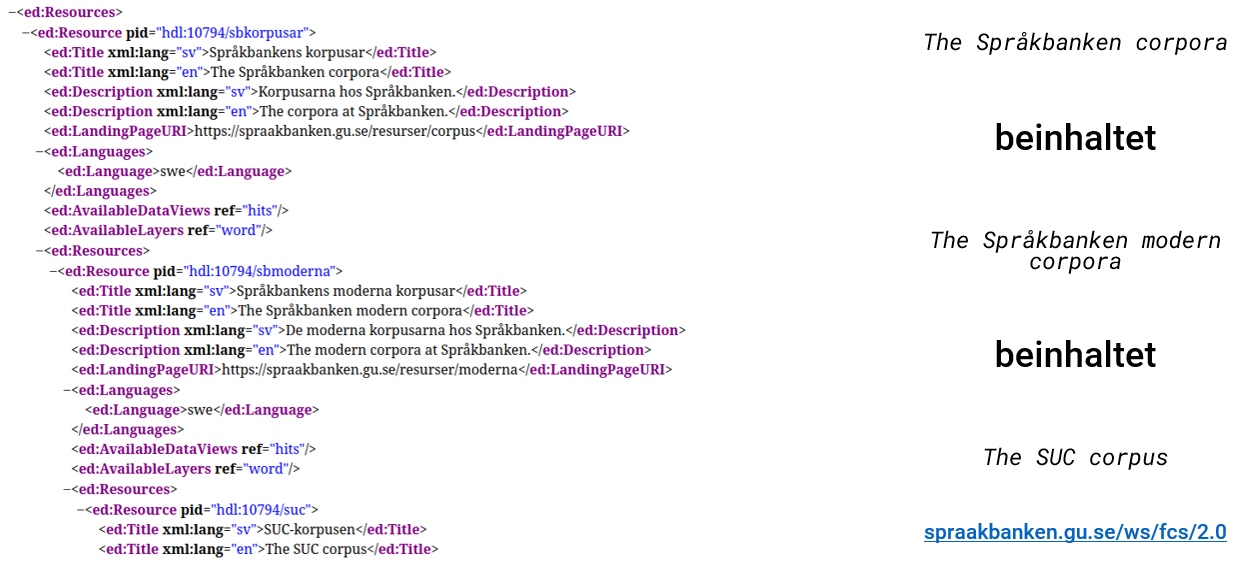 −<ed:Resources>
−<ed:Resource pid="hdl:10794/sbkorpusar">
<ed:Title xml:lang="sv">Språkbankens korpusar</ed:Title>
<ed:Title xml:lang="en">The Språkbanken corpora</ed:Title>
<ed:Description xml:lang="sv">Korpusarna hos Språkbanken.</ed:Description>
<ed:Description xml:lang="en">The corpora at Språkbanken.</ed:Description>
<ed:LandingPageURI>https://spraakbanken.gu.se/resurser/corpus</ed:LandingPageURI>
−<ed:Languages>
<ed:Language>swe</ed:Language>
</ed:Languages>
<ed:AvailableDataViews ref="hits"/>
<ed:AvailableLayers ref="word"/>
−<ed:Resources>
−<ed:Resource pid="hdl:10794/sbmoderna">
<ed:Title xml:lang="sv">Språkbankens moderna korpusar</ed:Title>
<ed:Title xml:lang="en">The Språkbanken modern corpora</ed:Title>
<ed:Description xml:lang="sv">De moderna korpusarna hos Språkbanken.</ed:Description>
<ed:Description xml:lang="en">The modern corpora at Språkbanken.</ed:Description>
<ed:LandingPageURI>https://spraakbanken.gu.se/resurser/moderna</ed:LandingPageURI>
−<ed:Languages>
<ed:Language>swe</ed:Language>
</ed:Languages>
<ed:AvailableDataViews ref="hits"/>
<ed:AvailableLayers ref="word"/>
−<ed:Resources>
−<ed:Resource pid="hdl:10794/suc">
<ed:Title xml:lang="sv">SUC-korpusen</ed:Title>
<ed:Title xml:lang="en">The SUC corpus</ed:Title>
The Språkbanken corpora
beinhaltet
The Språkbanken modern
corpora
beinhaltet
The SUC corpus
spraakbanken.gu.se/ws/fcs/2.0